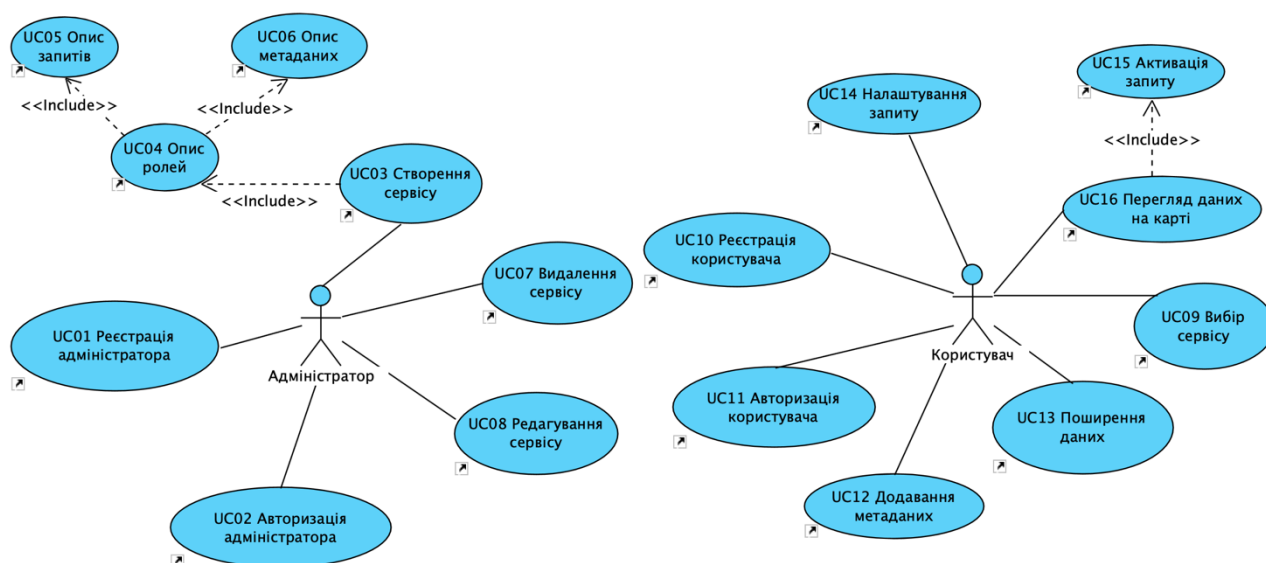 UC05 Опис
запитів
UC06 Опис
метаданих
<<Include>>
<<Include>>
UC04 Опис
ролей
<<Include>>
UC03 Створення
сервісу
UC07 Видалення
сервісу
UC01 Реєстрація
адміністратора
Адміністратор
UC08 Редагування
сервісу
UC02 Авторизація
адміністратора
UC14 Налаштування
запиту
UC15 Активація
запиту
<<Include>>
UC16 Перегляд даних
на карті
UC10 Реєстрація
користувача
UC09 Вибір
сервісу
Користувач
UC11 Авторизація
користувача
UC13 Поширення
даних
UC12 Додавання
метаданих